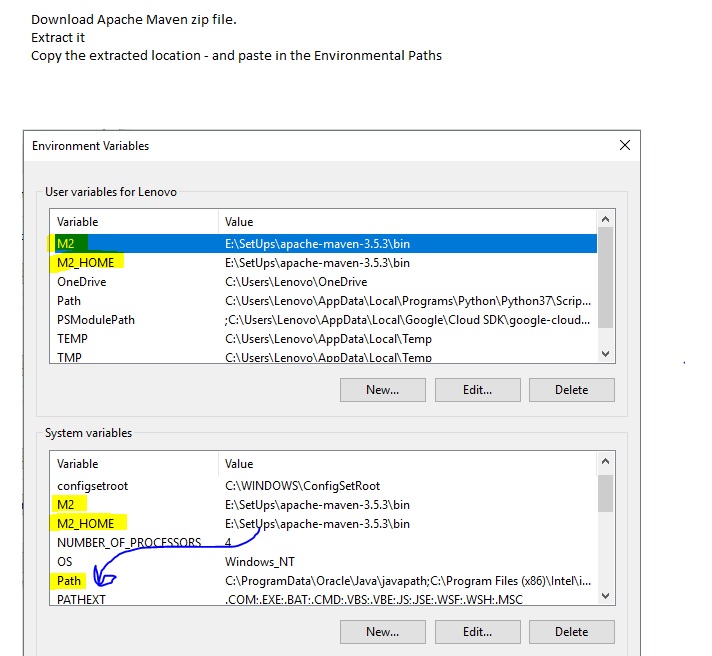 Download Apache Maven zip file.
Extract it
Copy the extracted location - and paste in the Environmental Paths
Environment Variables
User variables for Lenovo
Variable Value
M2 E:\SetUps\apache-maven-3.5.3\bin
M2_HOME E:\SetUps\apache-maven-3.5.3\bin
OneDrive C:\Users\Lenovo\OneDrive
Path C:\Users\Lenovo\AppData\Local\Programs\Python\Python37\Scrip...
PSModulePath ;C:\Users\Lenovo\AppData\Local\Google\Cloud SDK\google-cloud...
TEMP C:\Users\Lenovo\AppData\Local\Temp
TMP C:\Users\Lenovo\AppData\Local\Temp
New... Edit... Delete
System variables
Variable Value
configsetroot C:\WINDOWS\ConfigSetRoot
M2 E:\SetUps\apache-maven-3.5.3\bin
M2_HOME E:\SetUps\apache-maven-3.5.3\bin
NUMBER_OF_PROCESSORS 4
OS Windows_NT
Path C:\ProgramData\Oracle\Java\javapath;C:\Program Files (x86)\Intel\i...
PATHEXT .COM;.EXE;.BAT;.CMD;.VBS;.VBE;.JS;.JSE;.WSF;.WSH;.MSC
New... Edit... Delete